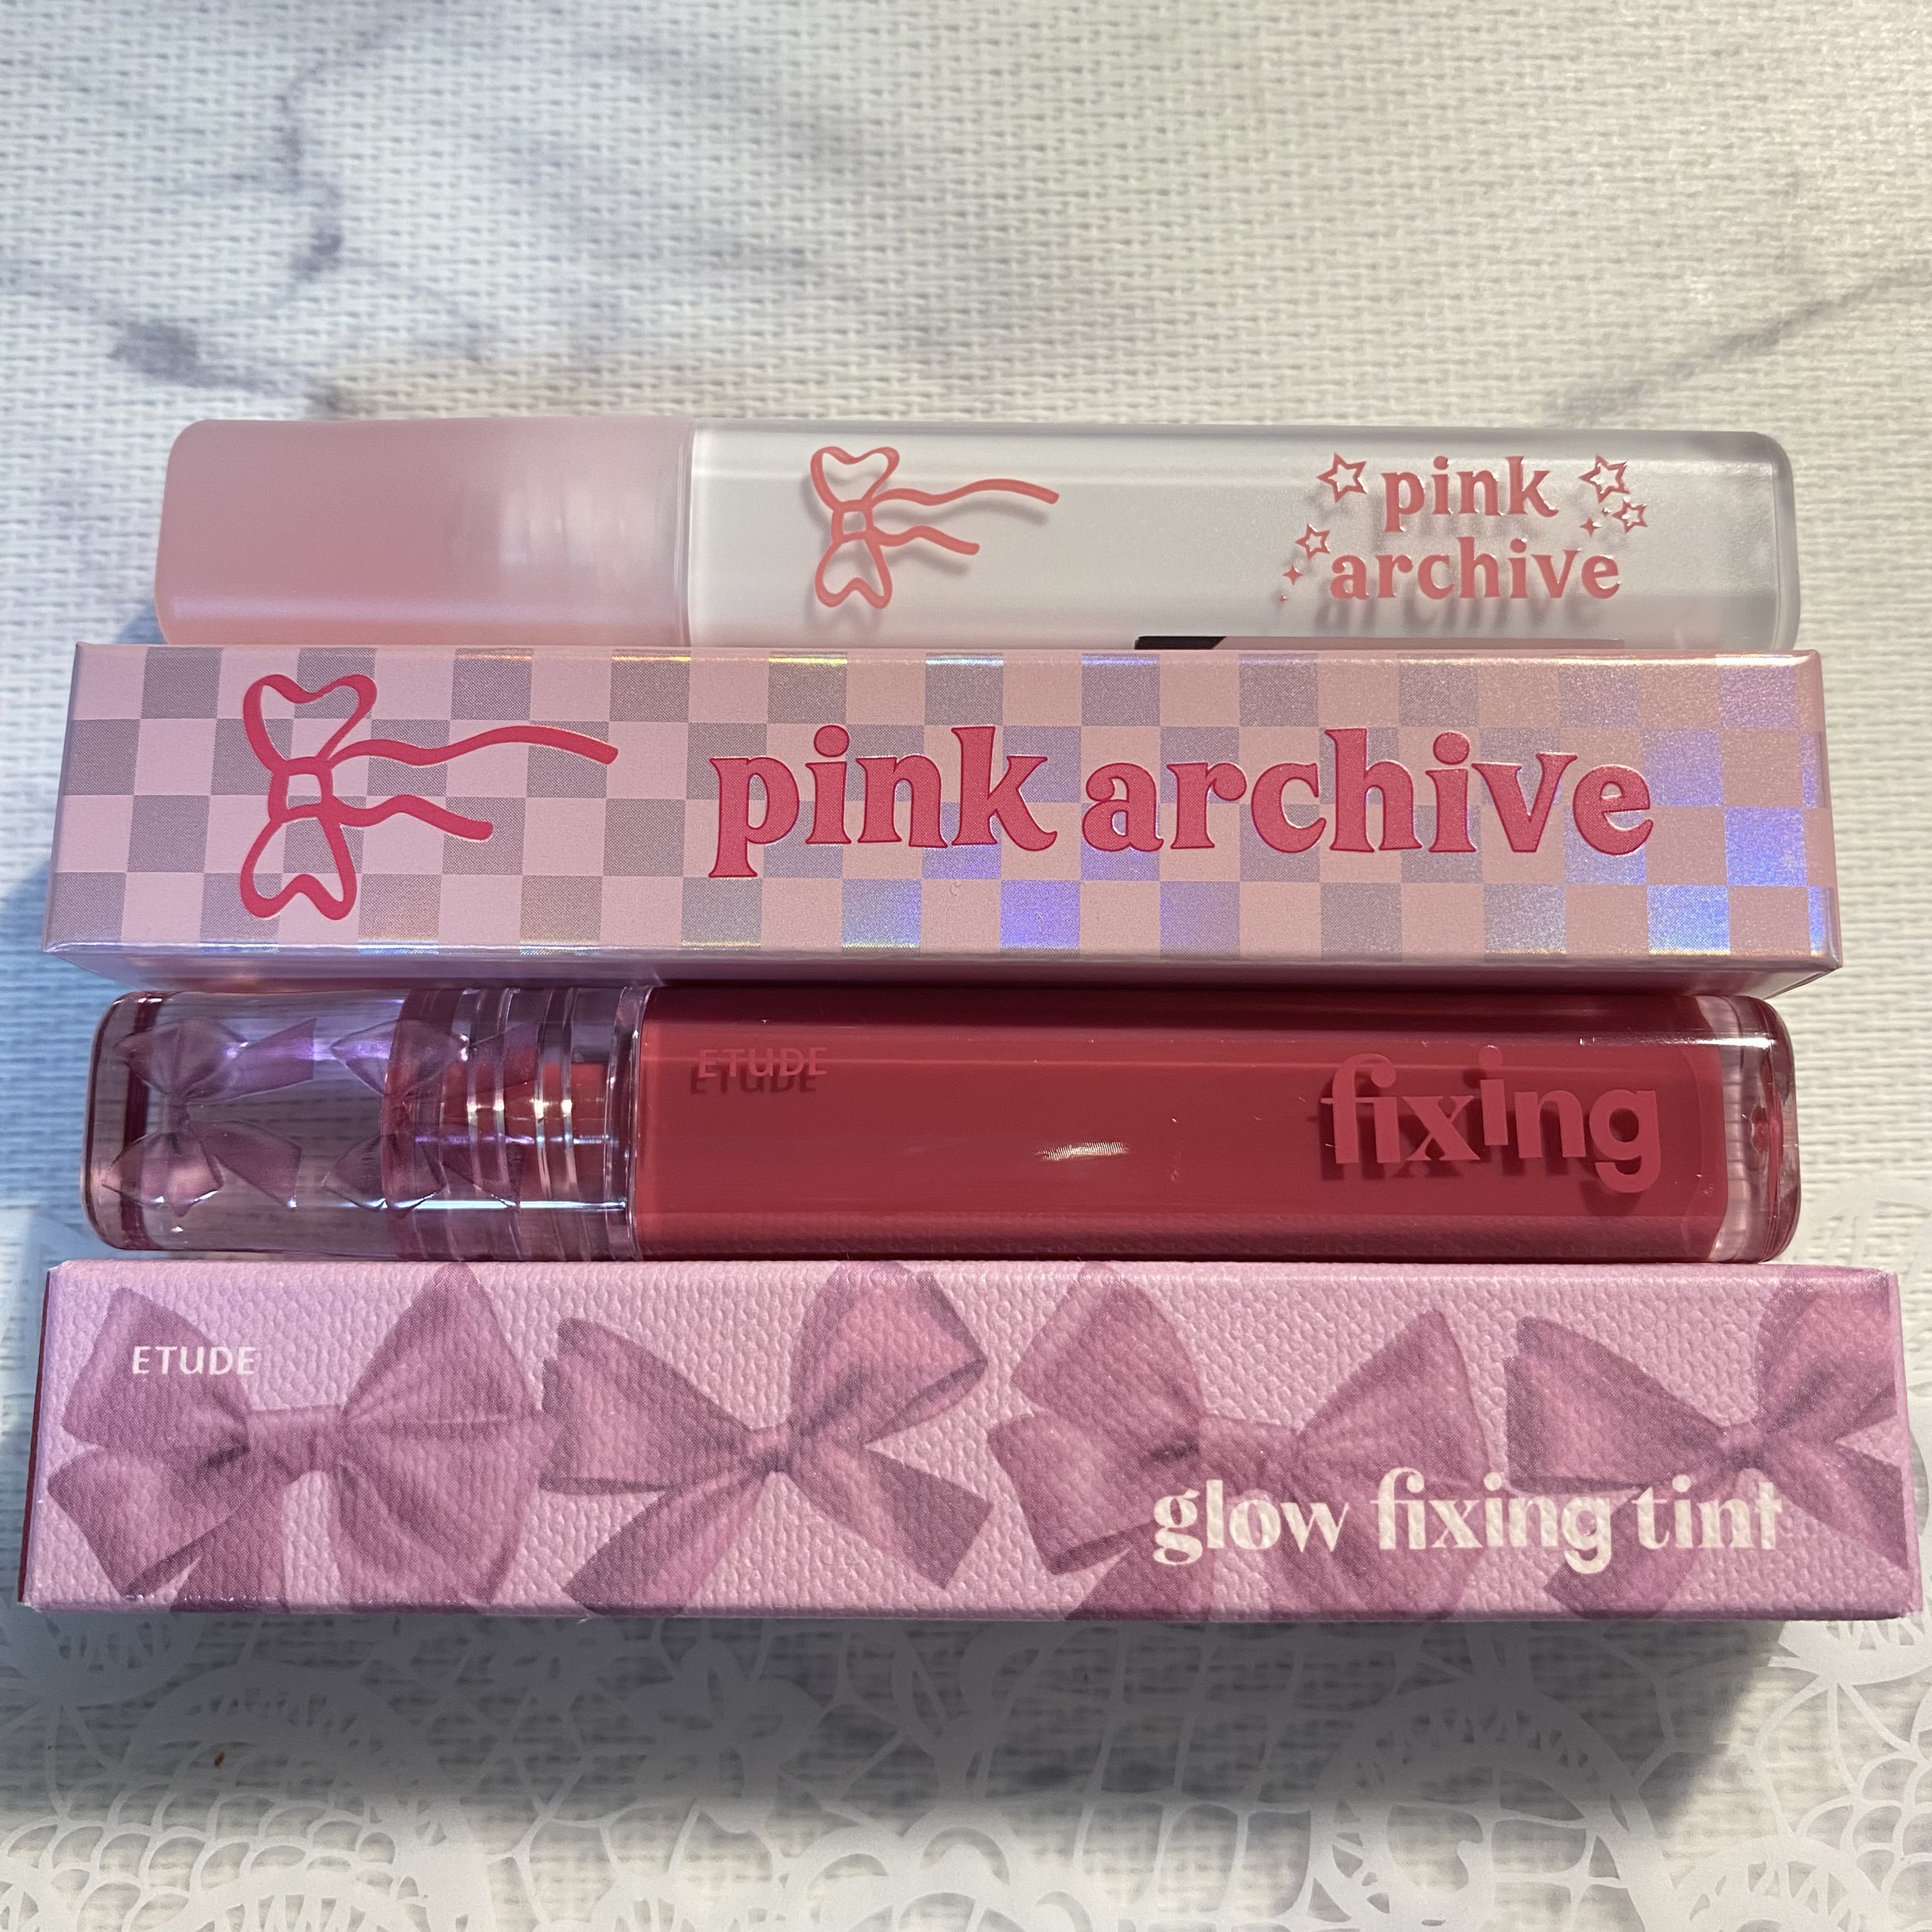 pink
archive
pink archive
ETUDE
fixing
ETUDE
glow fixing tint